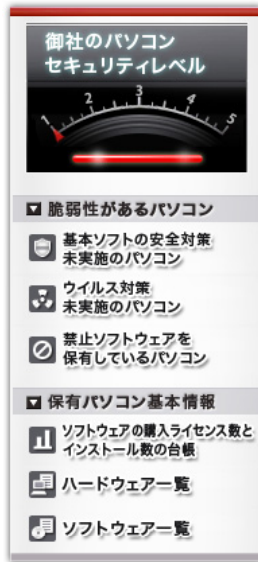 御社のパソコン
セキュリティレベル
1 2 3 4 5
脆弱性があるパソコン
基本ソフトの安全対策
未実施のパソコン
ウイルス対策
未実施のパソコン
禁止ソフトウェアを
保有しているパソコン
保有パソコン基本情報
ソフトウェアの購入ライセンス数と
インストール数の台帳
ハードウェア一覧
ソフトウェア一覧